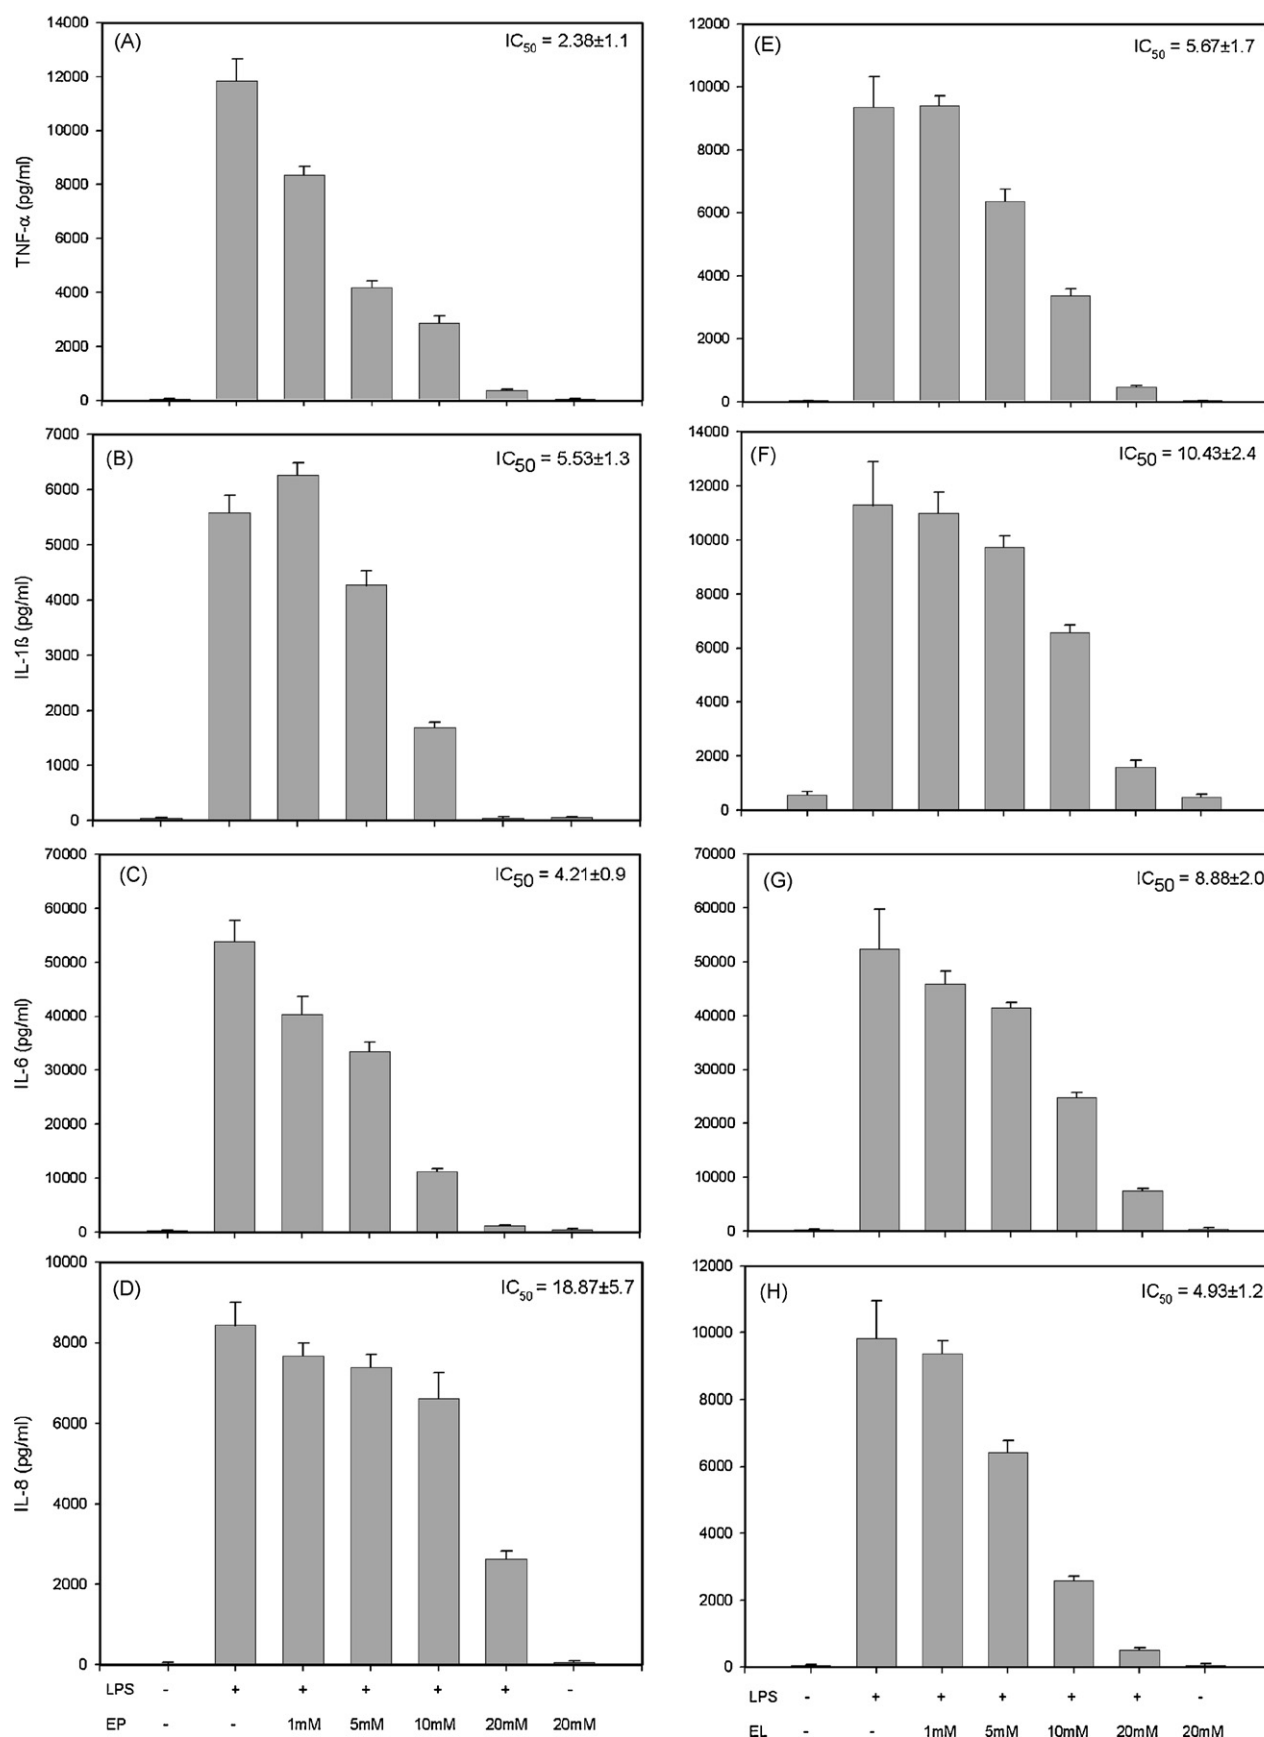 (A)
IC50 = 2.38±1.1
TNF-α (pg/ml)
14000
12000
10000
8000
6000
4000
2000
0
(E)
IC50 = 5.67±1.7
12000
10000
8000
6000
4000
2000
0
(B)
IC50 = 5.53±1.3
IL-1ß (pg/ml)
7000
6000
5000
4000
3000
2000
1000
0
(F)
IC50 = 10.43±2.4
14000
12000
10000
8000
6000
4000
2000
0
(C)
IC50 = 4.21±0.9
IL-6 (pg/ml)
70000
60000
50000
40000
30000
20000
10000
0
(G)
IC50 = 8.88±2.0
70000
60000
50000
40000
30000
20000
10000
0
(D)
IC50 = 18.87±5.7
IL-8 (pg/ml)
10000
8000
6000
4000
2000
0
(H)
IC50 = 4.93±1.2
12000
10000
8000
6000
4000
2000
0
LPS - + + + + + -
EP - - 1mM 5mM 10mM 20mM 20mM
LPS - + + + + + -
EL - - 1mM 5mM 10mM 20mM 20mM